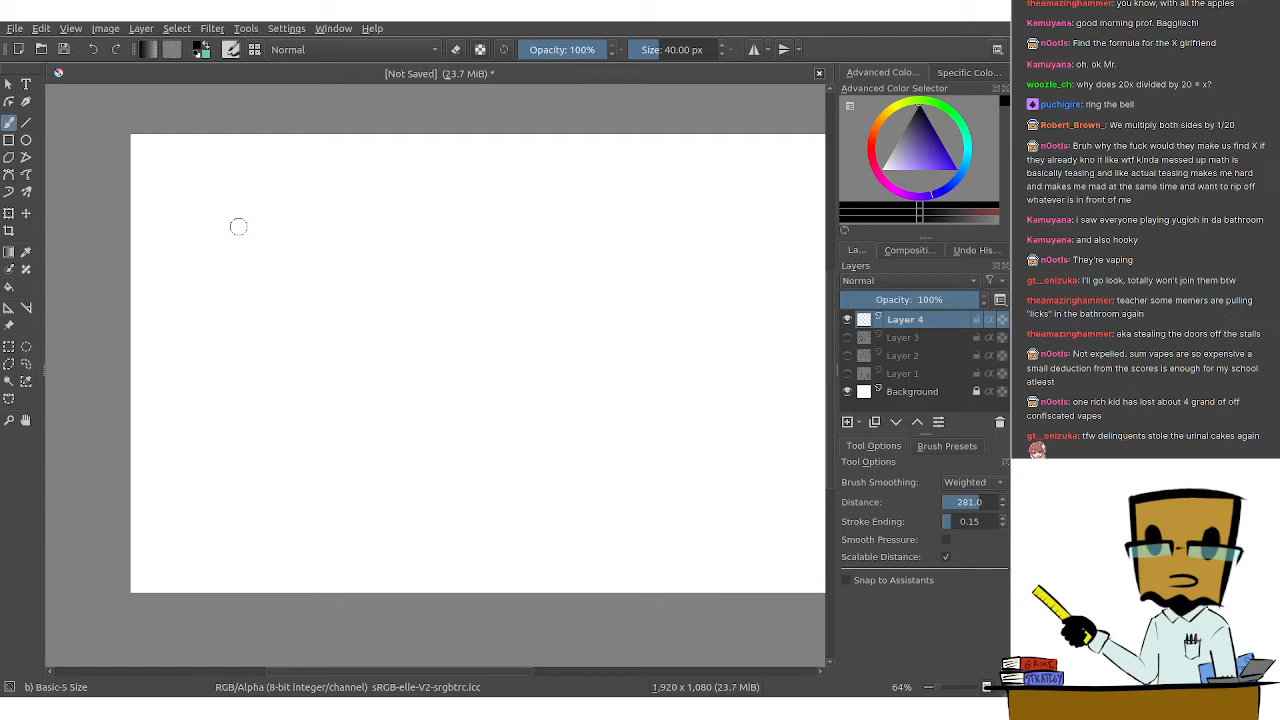 theamazinghammer: you know, with all the apples
File Edit View Image Layer Select Filter Tools Settings Window Help
Kamuyana: good morning prof. Baggliachi
n0otls: Find the formula for the X girlfriend
Normal
Opacity: 100%
Size: 40.00 px
Kamuyana: oh. ok Mr.
[Not Saved] (23.7 MiB) *
Advanced Colo...
Specific Colo...
woozle_ch: why does 20x divided by 20 = x?
Advanced Color Selector
puchigire: ring the bell
Robert_Brown_: We multiply both sides by 1/20
n0otls: Bruh why the fuck would they make us find X if
they already kno it like wtf kinda messed up math is
basically teasing and like actual teasing makes me hard
and makes me mad at the same time and want to rip off
whatever is in front of me
Kamuyana: I saw everyone playing yugioh in da bathroom
Kamuyana: and also hooky
n0otls: They're vaping
gt__onizuka: I'll go look, totally won't join them btw
theamazinghammer: teacher some memers are pulling
"licks" in the bathroom again
theamazinghammer: aka stealing the doors off the stalls
n0otls: Not expelled. sum vapes are so expensive a
small deduction from the scores is enough for my school
atleast
n0otls: one rich kid has lost about 4 grand of off
confiscated vapes
gt__onizuka: tfw delinquents stole the urinal cakes again
La...
Compositi...
Undo His...
Layers
Normal
Opacity: 100%
Layer 4
Layer 3
Layer 2
Layer 1
Background
Tool Options
Brush Presets
Tool Options
Brush Smoothing: Weighted
Distance: 281.0
Stroke Ending: 0.15
Smooth Pressure:
Scalable Distance:
Snap to Assistants
GAME
STRATEGY
b) Basic-5 Size
RGB/Alpha (8-bit integer/channel) sRGB-elle-V2-srgbtrc.icc
1,920 x 1,080 (23.7 MiB)
64%